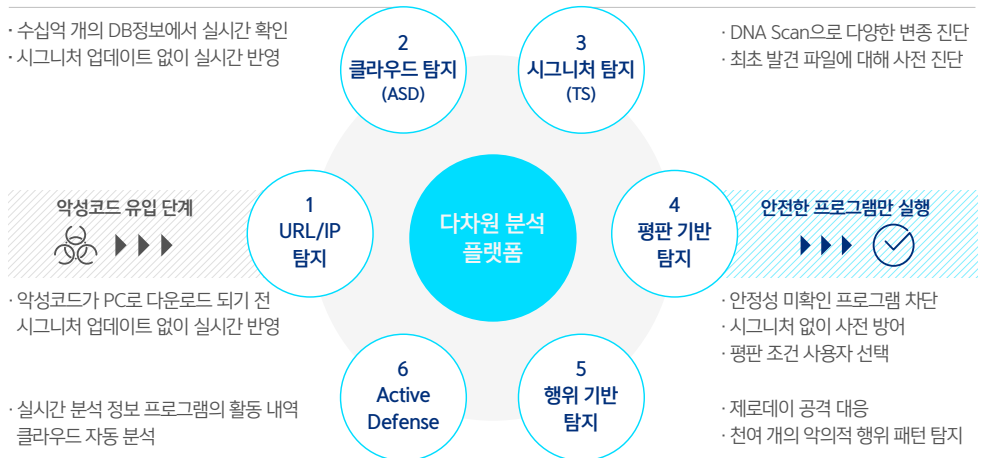 · 수십억 개의 DB정보에서 실시간 확인
· 시그니처 업데이트 없이 실시간 반영
2
클라우드 탐지
(ASD)
3
시그니처 탐지
(TS)
· DNA Scan으로 다양한 변종 진단
· 최초 발견 파일에 대해 사전 진단
악성코드 유입 단계
1
URL/IP
탐지
다차원 분석
플랫폼
4
평판 기반
탐지
안전한 프로그램만 실행
· 악성코드가 PC로 다운로드 되기 전
시그니처 업데이트 없이 실시간 반영
· 안정성 미확인 프로그램 차단
· 시그니처 없이 사전 방어
· 평판 조건 사용자 선택
6
Active
Defense
5
행위 기반
탐지
· 실시간 분석 정보 프로그램의 활동 내역
클라우드 자동 분석
· 제로데이 공격 대응
· 천여 개의 악의적 행위 패턴 탐지